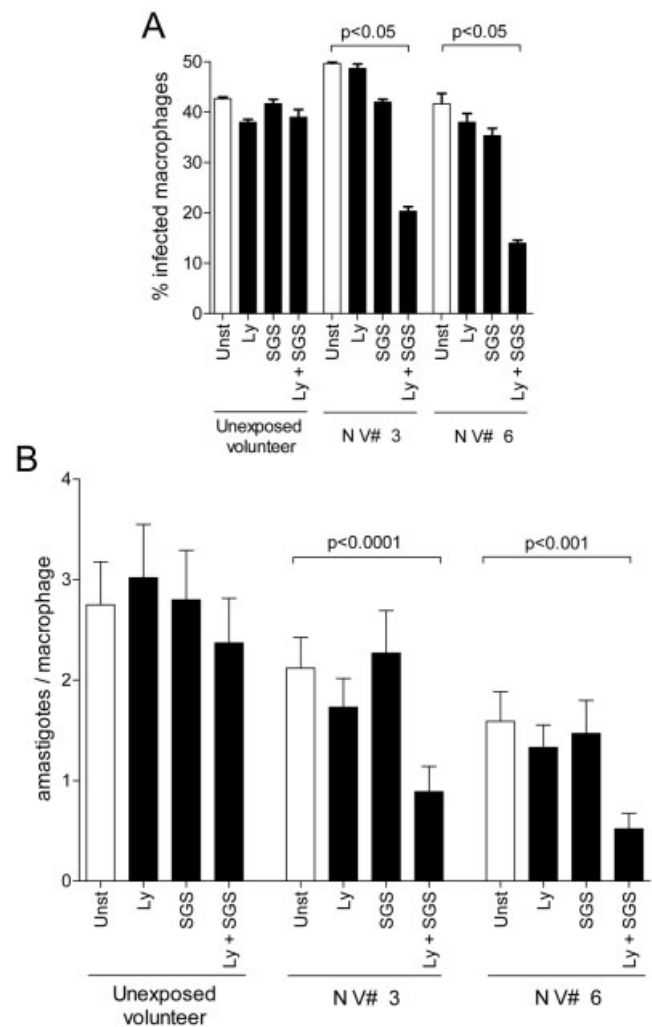 A
p<0.05 p<0.05
% infected macrophages
50
40
30
20
10
0
Unst Ly SGS Ly + SGS Unst Ly SGS Ly + SGS Unst Ly SGS Ly + SGS
Unexposed
volunteer
N V# 3
N V# 6
B
amastigotes / macrophage
4
3
2
1
0
p<0.0001 p<0.001
Unst Ly SGS Ly + SGS Unst Ly SGS Ly + SGS Unst Ly SGS Ly + SGS
Unexposed
volunteer
N V# 3
N V# 6